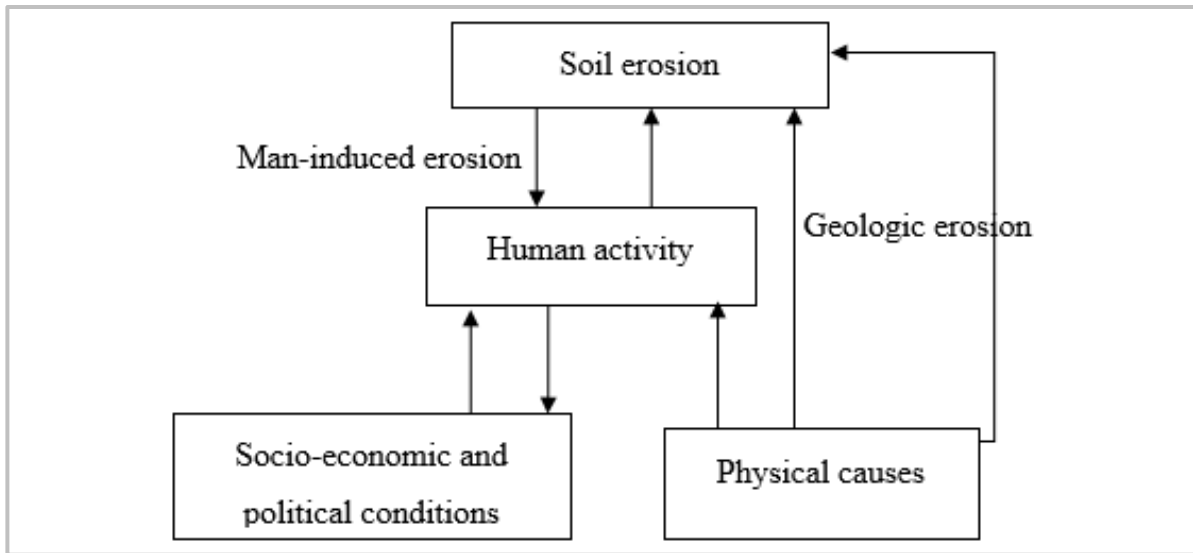 Soil erosion
Man-induced erosion
Geologic erosion
Human activity
Socio-economic and
political conditions
Physical causes